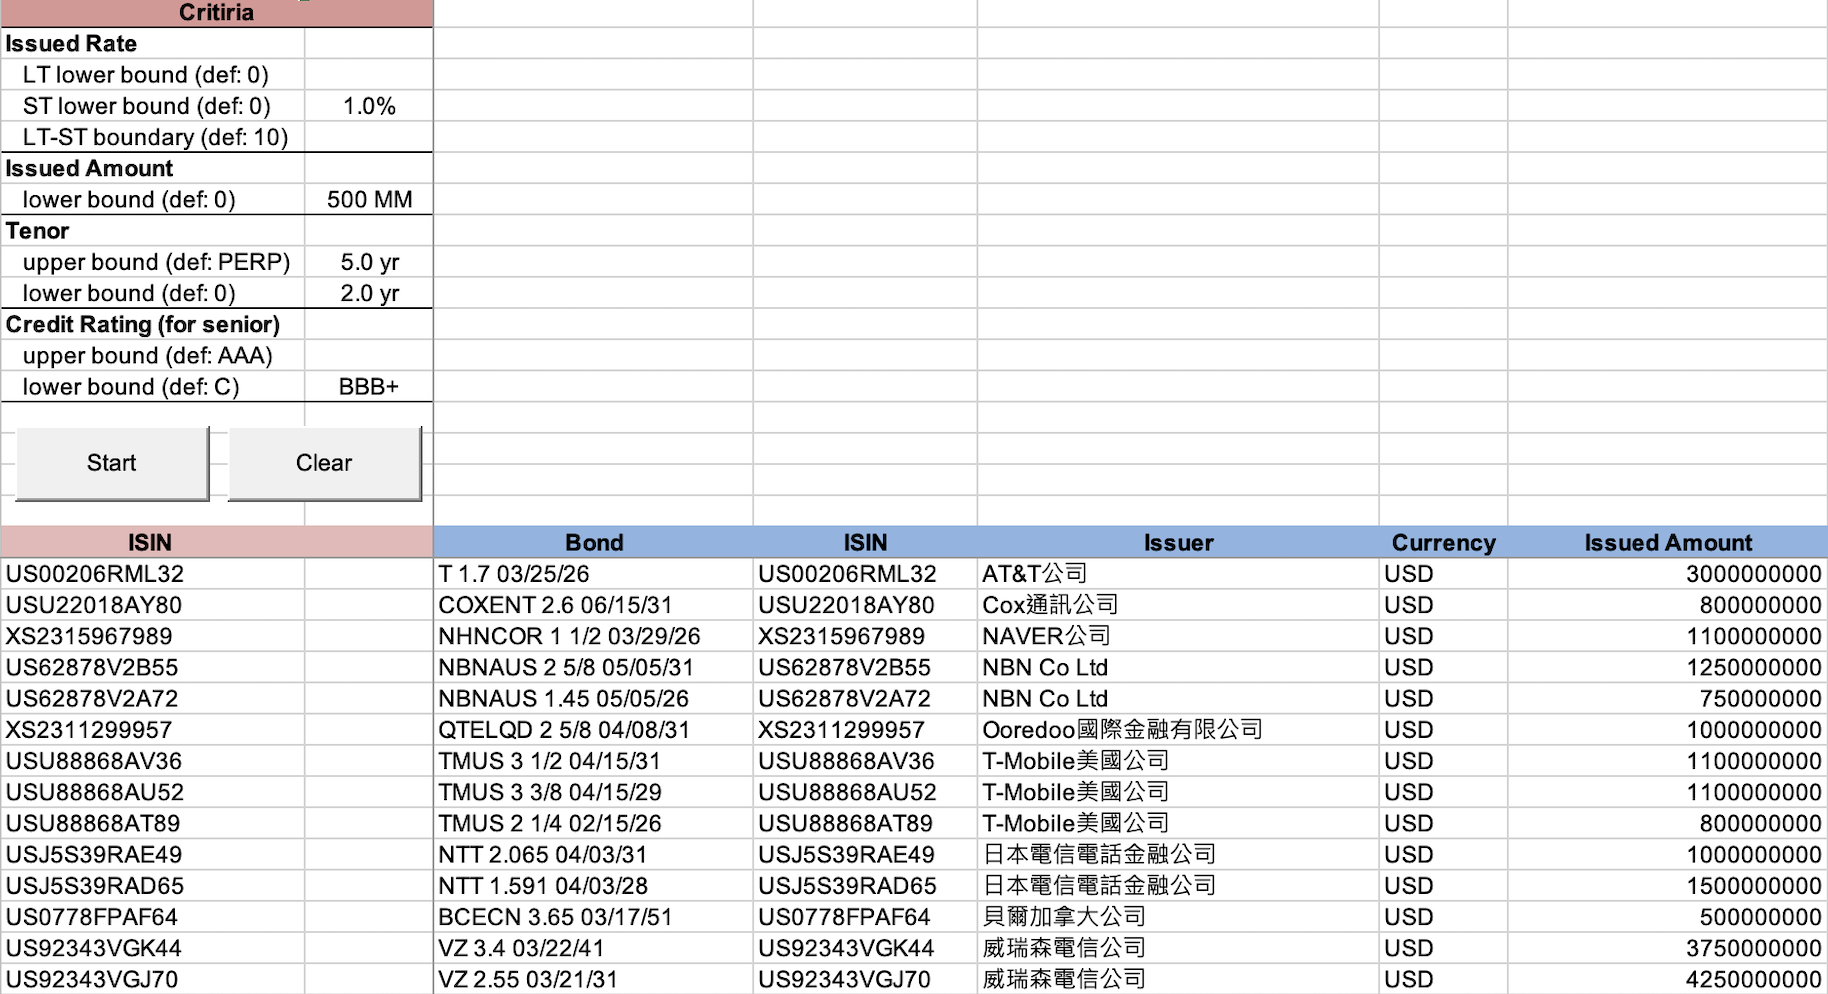 Critiria
Issued Rate
LT lower bound (def: 0)
ST lower bound (def: 0) 1.0%
LT-ST boundary (def: 10)
Issued Amount
lower bound (def: 0) 500 MM
Tenor
upper bound (def: PERP) 5.0 yr
lower bound (def: 0) 2.0 yr
Credit Rating (for senior)
upper bound (def: AAA)
lower bound (def: C) BBB+
Start Clear
ISIN Bond ISIN Issuer Currency Issued Amount
US00206RML32 T 1.7 03/25/26 US00206RML32 AT&T公司 USD 3000000000
USU22018AY80 COXENT 2.6 06/15/31 USU22018AY80 Cox通訊公司 USD 800000000
XS2315967989 NHNCOR 1 1/2 03/29/26 XS2315967989 NAVER公司 USD 1100000000
US62878V2B55 NBNAUS 2 5/8 05/05/31 US62878V2B55 NBN Co Ltd USD 1250000000
US62878V2A72 NBNAUS 1.45 05/05/26 US62878V2A72 NBN Co Ltd USD 750000000
XS2311299957 QTELQD 2 5/8 04/08/31 XS2311299957 Ooredoo國際金融有限公司 USD 1000000000
USU88868AV36 TMUS 3 1/2 04/15/31 USU88868AV36 T-Mobile美國公司 USD 1100000000
USU88868AU52 TMUS 3 3/8 04/15/29 USU88868AU52 T-Mobile美國公司 USD 1100000000
USU88868AT89 TMUS 2 1/4 02/15/26 USU88868AT89 T-Mobile美國公司 USD 800000000
USJ5S39RAE49 NTT 2.065 04/03/31 USJ5S39RAE49 日本電信電話金融公司 USD 1000000000
USJ5S39RAD65 NTT 1.591 04/03/28 USJ5S39RAD65 日本電信電話金融公司 USD 1500000000
US0778FPAF64 BCECN 3.65 03/17/51 US0778FPAF64 貝爾加拿大公司 USD 500000000
US92343VGK44 VZ 3.4 03/22/41 US92343VGK44 威瑞森電信公司 USD 3750000000
US92343VGJ70 VZ 2.55 03/21/31 US92343VGJ70 威瑞森電信公司 USD 4250000000